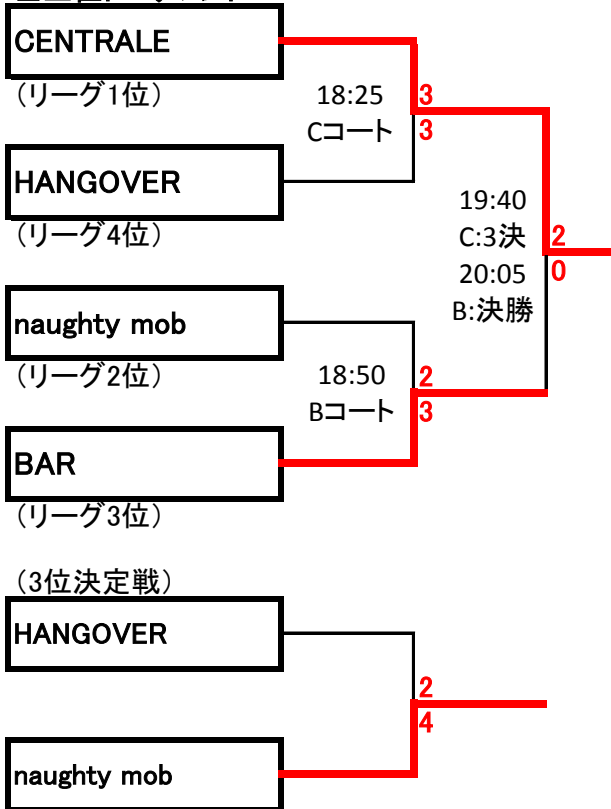 CENTRALE
(リーグ1位)
18:25
Cコート
3
3
HANGOVER
(リーグ4位)
19:40
C:3決
20:05
B:決勝
2
0
naughty mob
(リーグ2位)
18:50
Bコート
2
3
BAR
(リーグ3位)
(3位決定戦)
HANGOVER
2
4
naughty mob